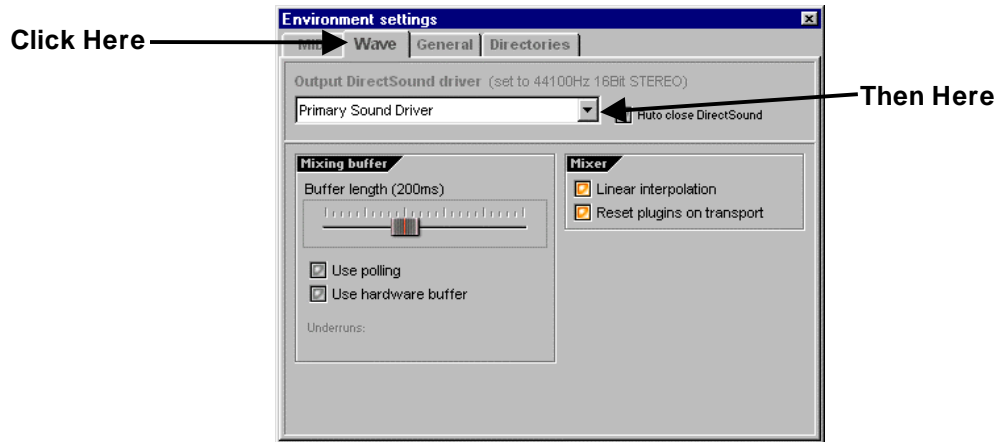 Environment settings
Click Here
MIDI Wave General Directories
Output DirectSound driver (set to 44100Hz 16Bit STEREO)
Then Here
Primary Sound Driver
Auto close DirectSound
Mixing buffer
Mixer
Buffer length (200ms)
Linear interpolation
Reset plugins on transport
Use polling
Use hardware buffer
Underruns: